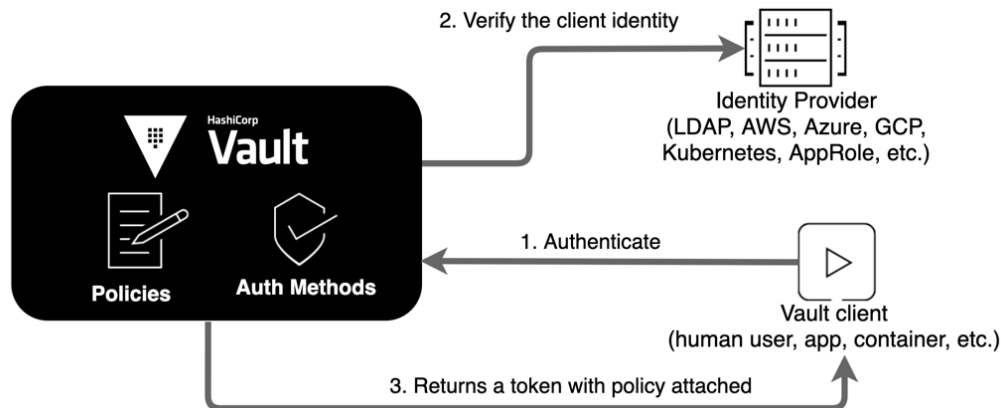 2. Verify the client identity
Identity Provider
(LDAP, AWS, Azure, GCP,
Kubernetes, AppRole, etc.)
HashiCorp
Vault
Policies
Auth Methods
1. Authenticate
Vault client
(human user, app, container, etc.)
3. Returns a token with policy attached